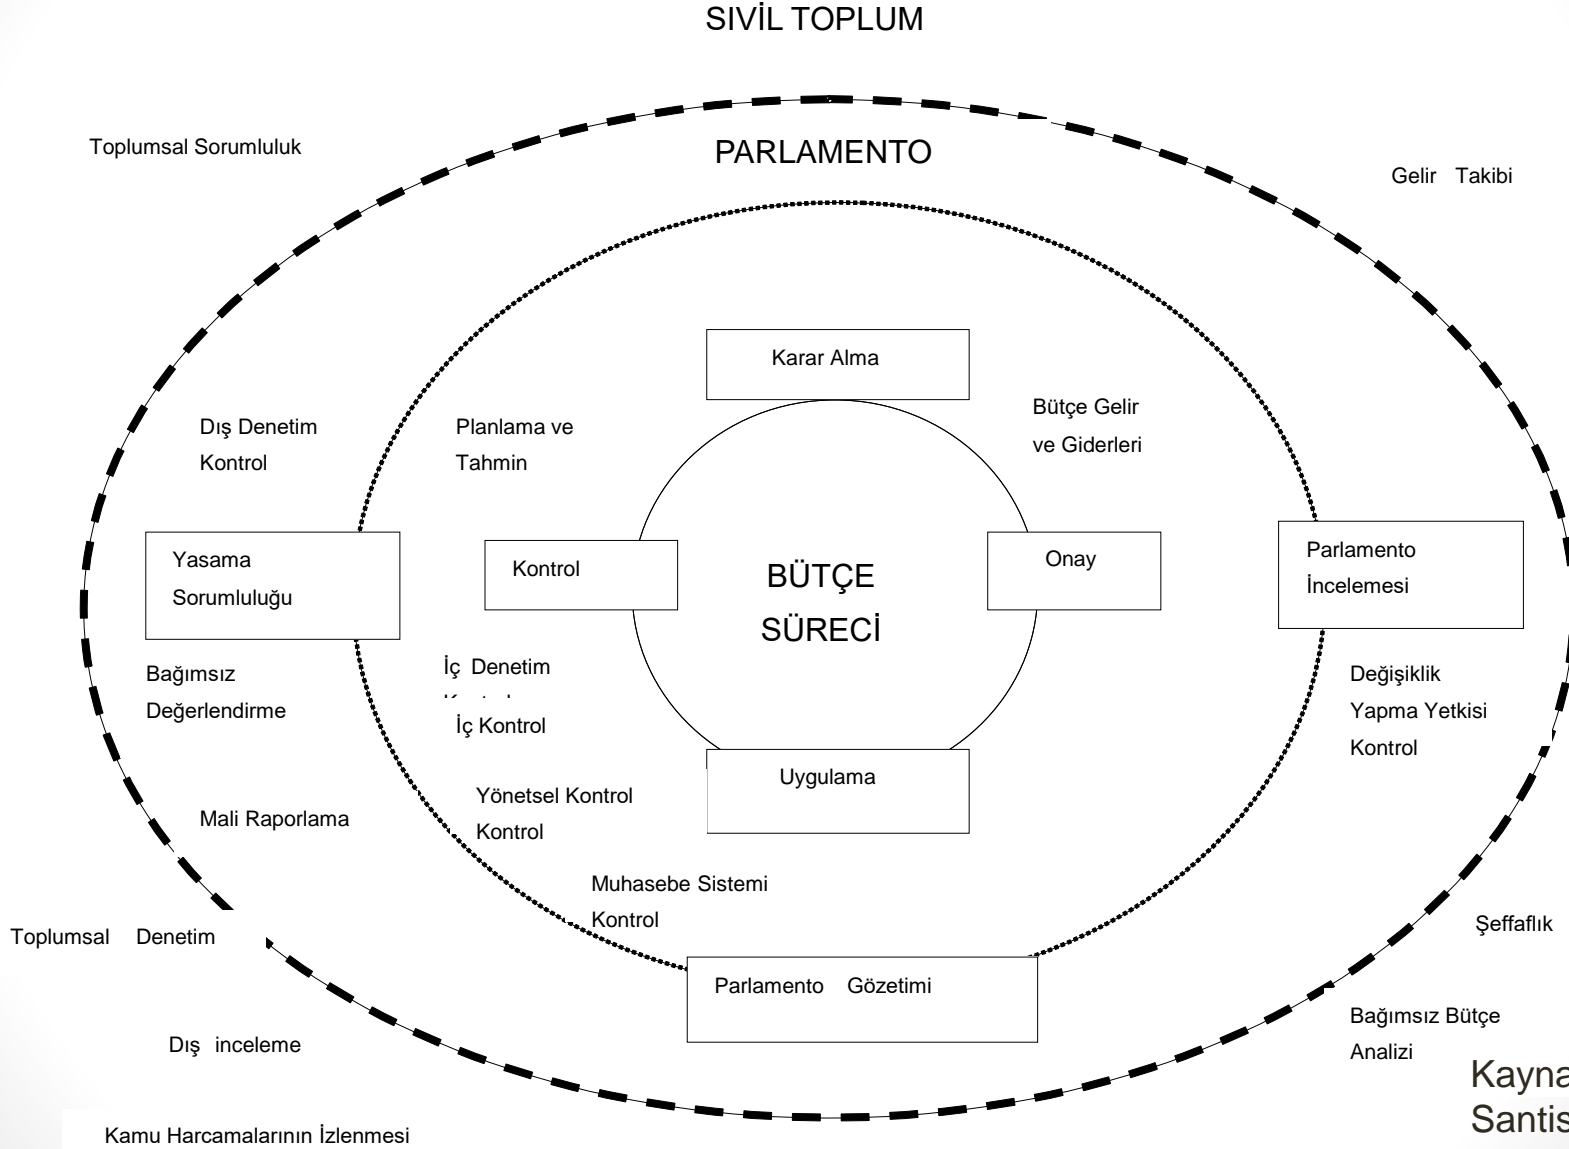 SIVİL TOPLUM
Toplumsal Sorumluluk
PARLAMENTO
Gelir Takibi
Karar Alma
Dış Denetim
Kontrol
Planlama ve
Tahmin
Bütçe Gelir
ve Giderleri
Yasama
Sorumluluğu
Kontrol
BÜTÇE
SÜRECİ
Onay
Parlamento
İncelemesi
Bağımsız
Değerlendirme
İç Denetim
İç Kontrol
Değişiklik
Yapma Yetkisi
Kontrol
Uygulama
Yönetsel Kontrol
Kontrol
Mali Raporlama
Muhasebe Sistemi
Kontrol
Toplumsal Denetim
Şeffaflık
Parlamento Gözetimi
Dış inceleme
Bağımsız Bütçe
Analizi
Kayna
Santis
Kamu Harcamalarının İzlenmesi